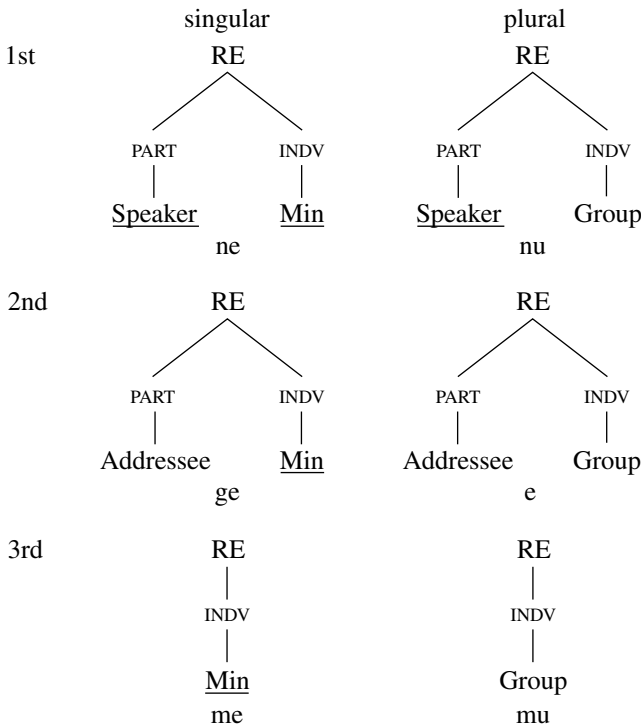 singular plural
1st RE RE
PART INDV PART INDV
Speaker Min Speaker Group
ne nu
2nd RE RE
PART INDV PART INDV
Addressee Min Addressee Group
ge e
3rd RE RE
INDV INDV
Min Group
me mu